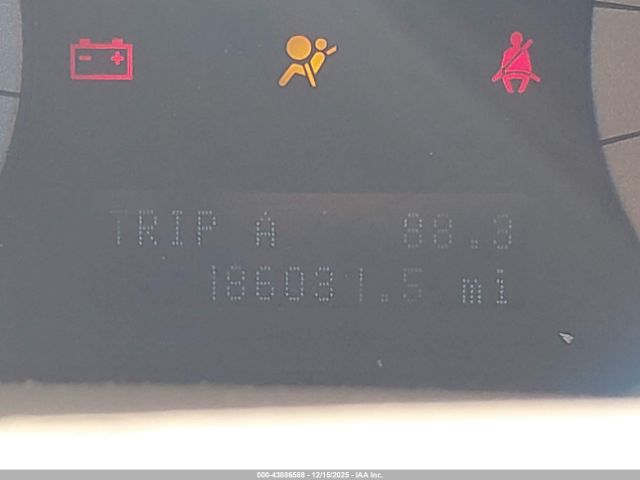 TRIP A 88.3
186031.5 mi
000-43886588 - 12/15/2025 - IAA Inc.